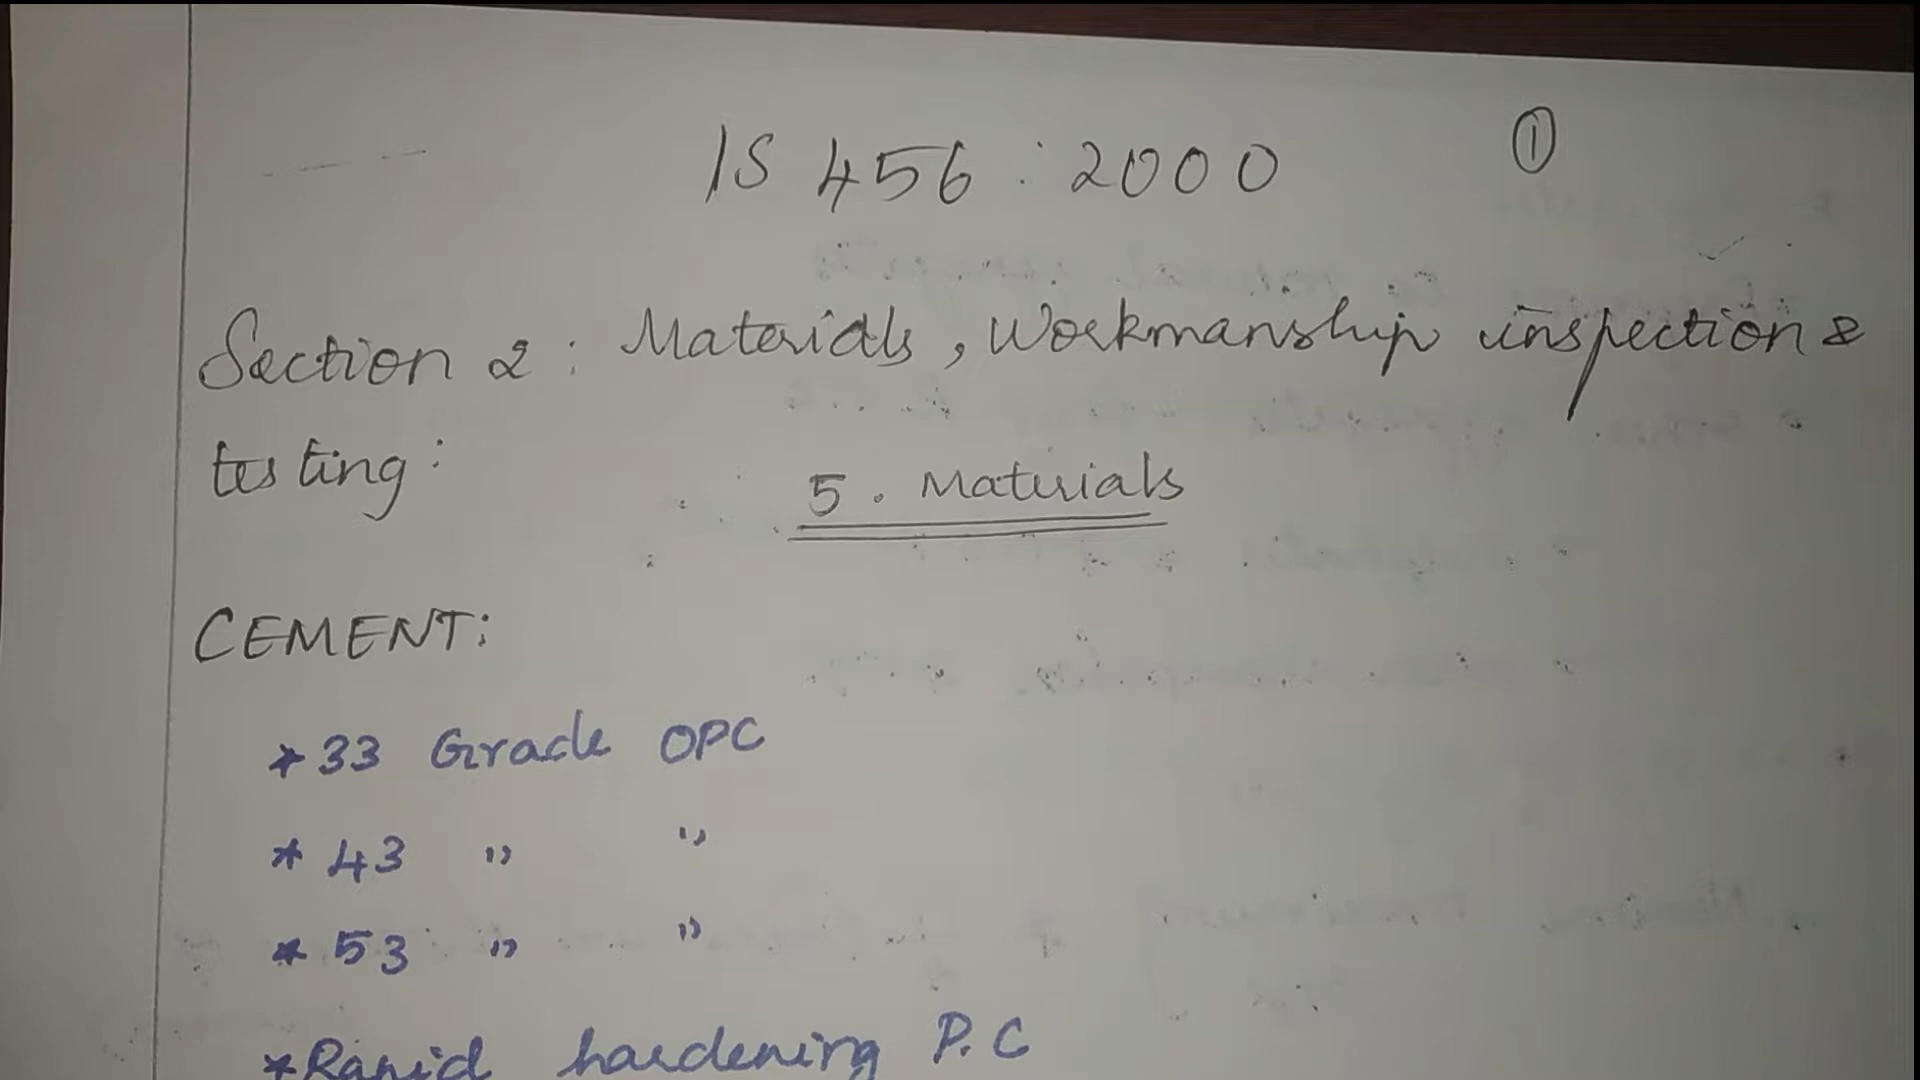 IS 456 : 2000
①
Section 2 : Materials, Workmanship inspection &
testing :
5. Materials
CEMENT:
* 33 Grade OPC
* 43 " "
* 53 " "
* Rapid hardening P.C